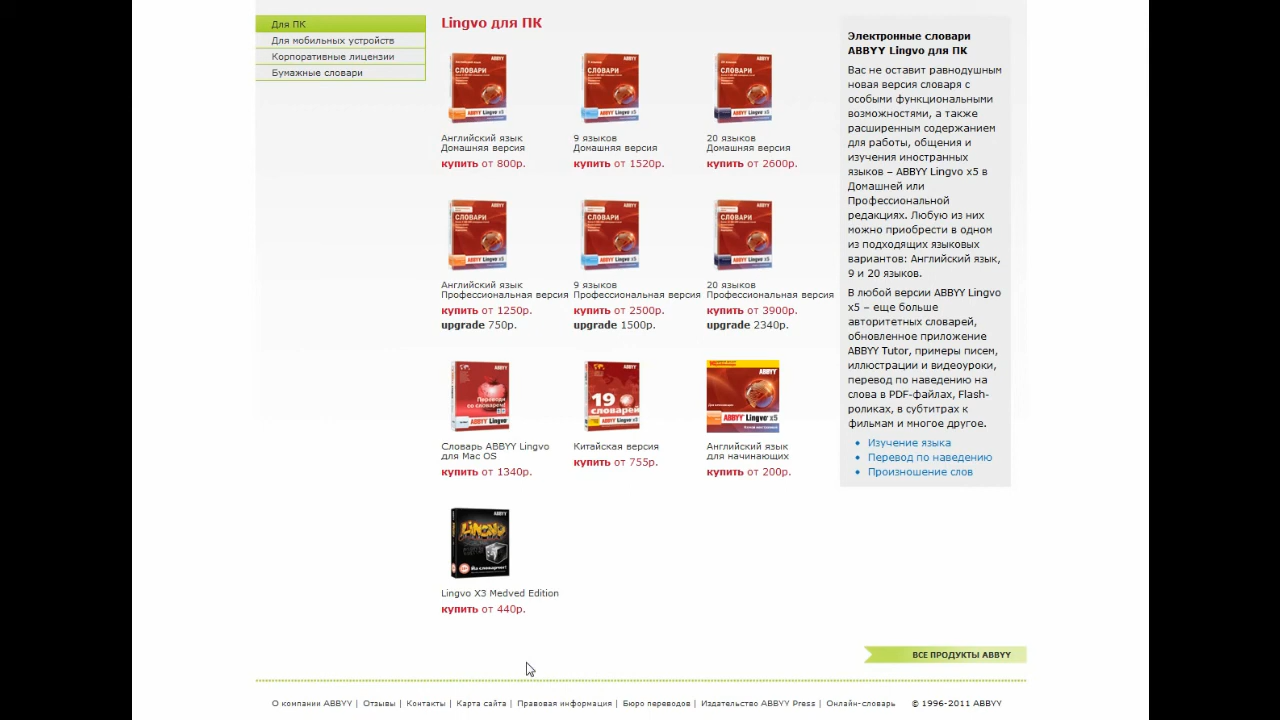 Для ПК
Для мобильных устройств
Корпоративные лицензии
Бумажные словари
Lingvo для ПК
Английский язык
Домашняя версия
купить от 800р.
9 языков
Домашняя версия
купить от 1520р.
20 языков
Домашняя версия
купить от 2600р.
Английский язык
Профессиональная версия
купить от 1250р.
upgrade 750р.
9 языков
Профессиональная версия
купить от 2500р.
upgrade 1500р.
20 языков
Профессиональная версия
купить от 3900р.
upgrade 2340р.
Словарь ABBYY Lingvo
для Mac OS
купить от 1340р.
Китайская версия
купить от 755р.
Английский язык
для начинающих
купить от 200р.
Lingvo X3 Medved Edition
купить от 440р.
Электронные словари
ABBYY Lingvo для ПК
Вас не оставит равнодушным
новая версия словаря с
особыми функциональными
возможностями, а также
расширенным содержанием
для работы, общения и
изучения иностранных
языков – ABBYY Lingvo x5 в
Домашней или
Профессиональной
редакциях. Любую из них
можно приобрести в одном
из подходящих языковых
вариантов: Английский язык,
9 и 20 языков.
В любой версии ABBYY Lingvo
x5 – еще больше
авторитетных словарей,
обновленное приложение
ABBYY Tutor, примеры писем,
иллюстрации и видеоуроки,
перевод по наведению на
слова в PDF-файлах, Flash-
роликах, в субтитрах к
фильмам и многое другое.
• Изучение языка
• Перевод по наведению
• Произношение слов
ВСЕ ПРОДУКТЫ ABBYY
О компании ABBYY | Отзывы | Контакты | Карта сайта | Правовая информация | Бюро переводов | Издательство ABBYY Press | Онлайн-словарь © 1996-2011 ABBYY